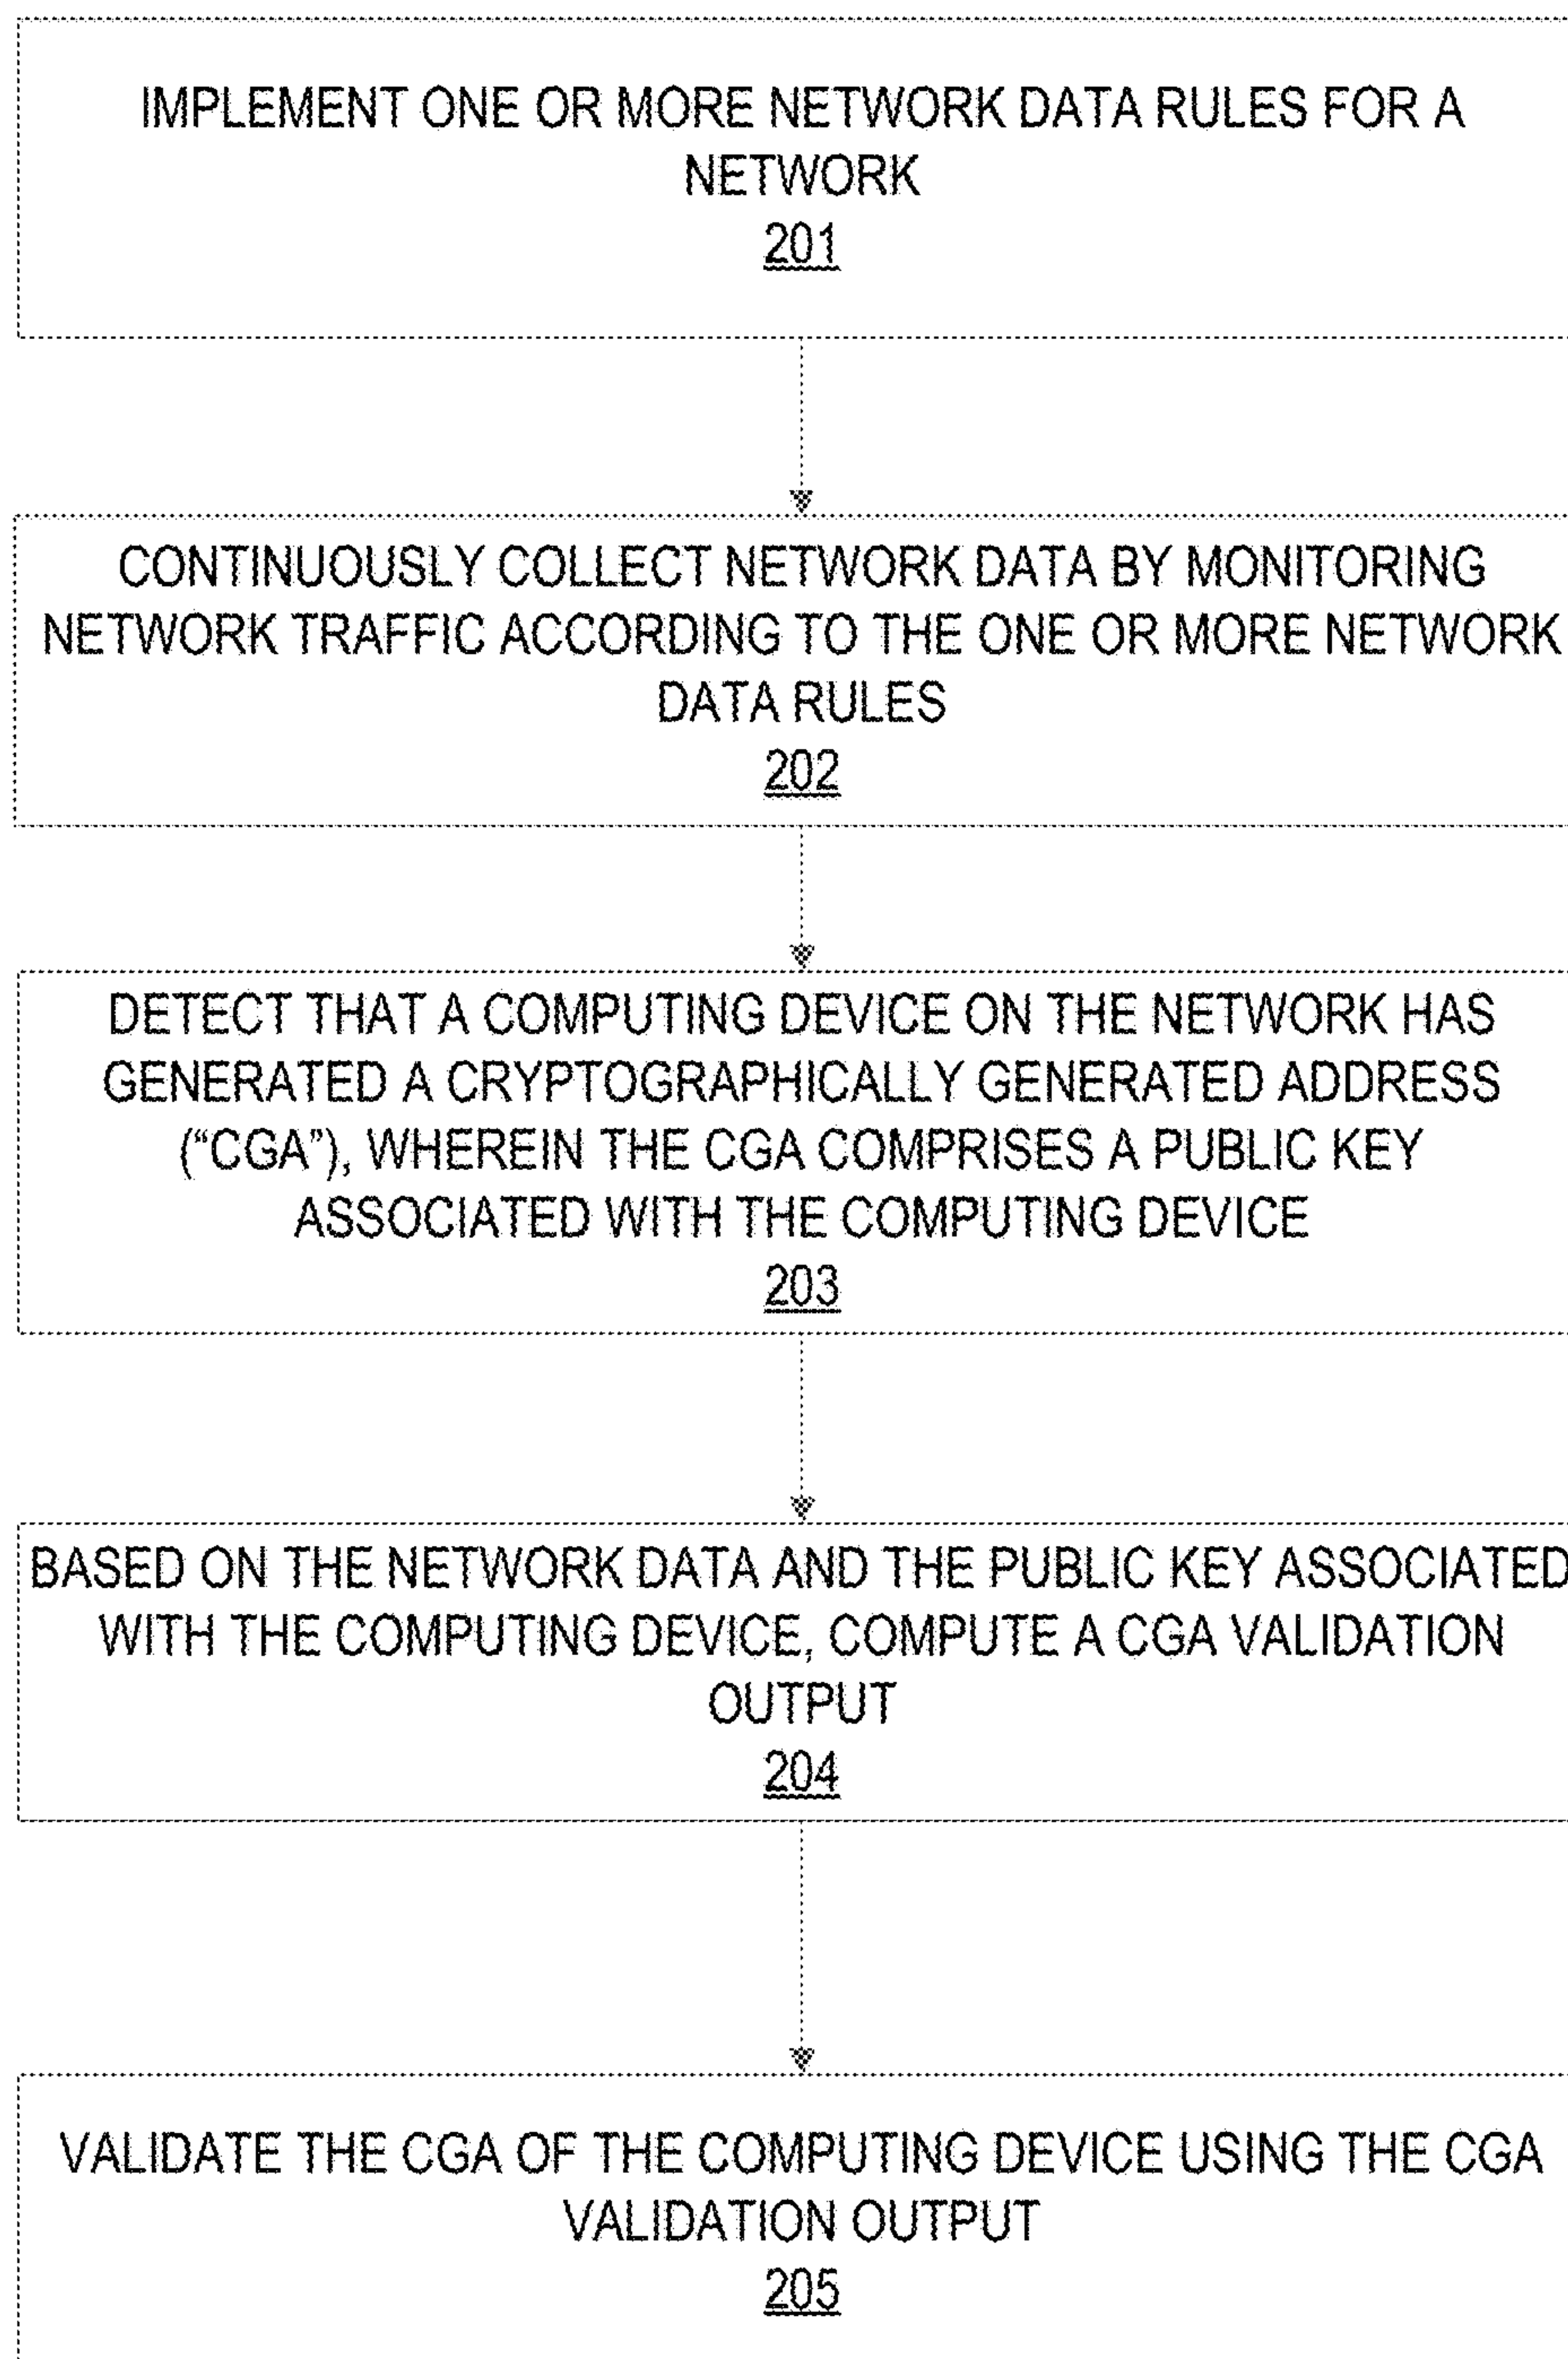 IMPLEMENT ONE OR MORE NETWORK DATA RULES FOR A
NETWORK
201
CONTINUOUSLY COLLECT NETWORK DATA BY MONITORING
NETWORK TRAFFIC ACCORDING TO THE ONE OR MORE NETWORK
DATA RULES
202
DETECT THAT A COMPUTING DEVICE ON THE NETWORK HAS
GENERATED A CRYPTOGRAPHICALLY GENERATED ADDRESS
(“CGA”), WHEREIN THE CGA COMPRISES A PUBLIC KEY
ASSOCIATED WITH THE COMPUTING DEVICE
203
BASED ON THE NETWORK DATA AND THE PUBLIC KEY ASSOCIATED
WITH THE COMPUTING DEVICE, COMPUTE A CGA VALIDATION
OUTPUT
204
VALIDATE THE CGA OF THE COMPUTING DEVICE USING THE CGA
VALIDATION OUTPUT
205